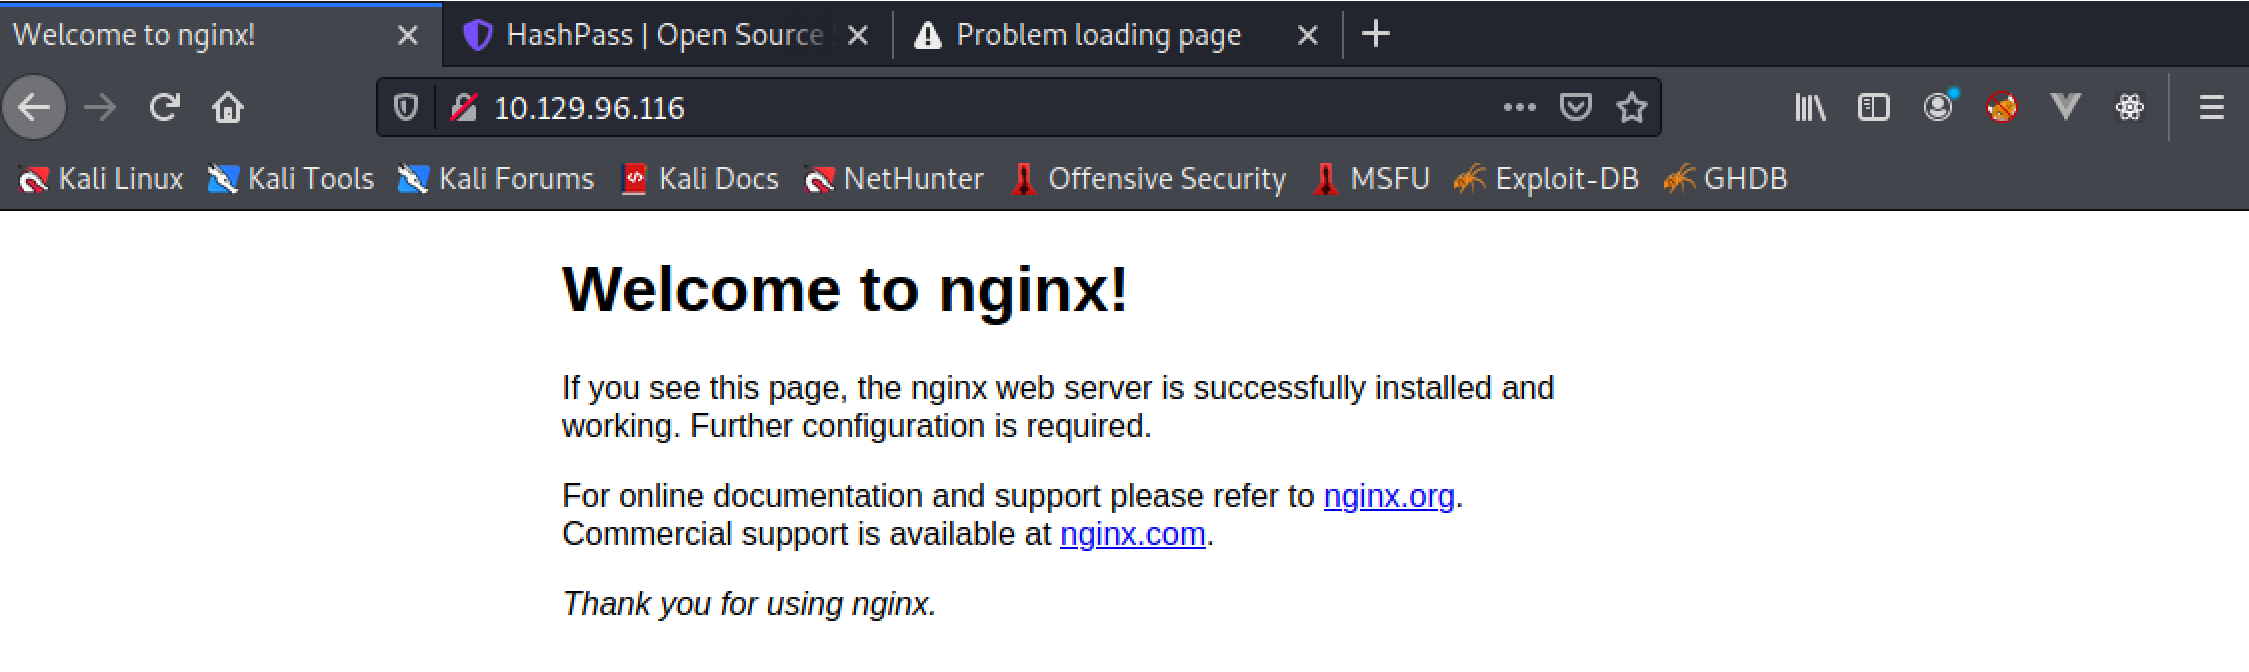 Welcome to nginx!
HashPass | Open Source
Problem loading page
10.129.96.116
Kali Linux Kali Tools Kali Forums Kali Docs NetHunter Offensive Security MSFU Exploit-DB GHDB
Welcome to nginx!
If you see this page, the nginx web server is successfully installed and
working. Further configuration is required.
For online documentation and support please refer to nginx.org.
Commercial support is available at nginx.com.
Thank you for using nginx.